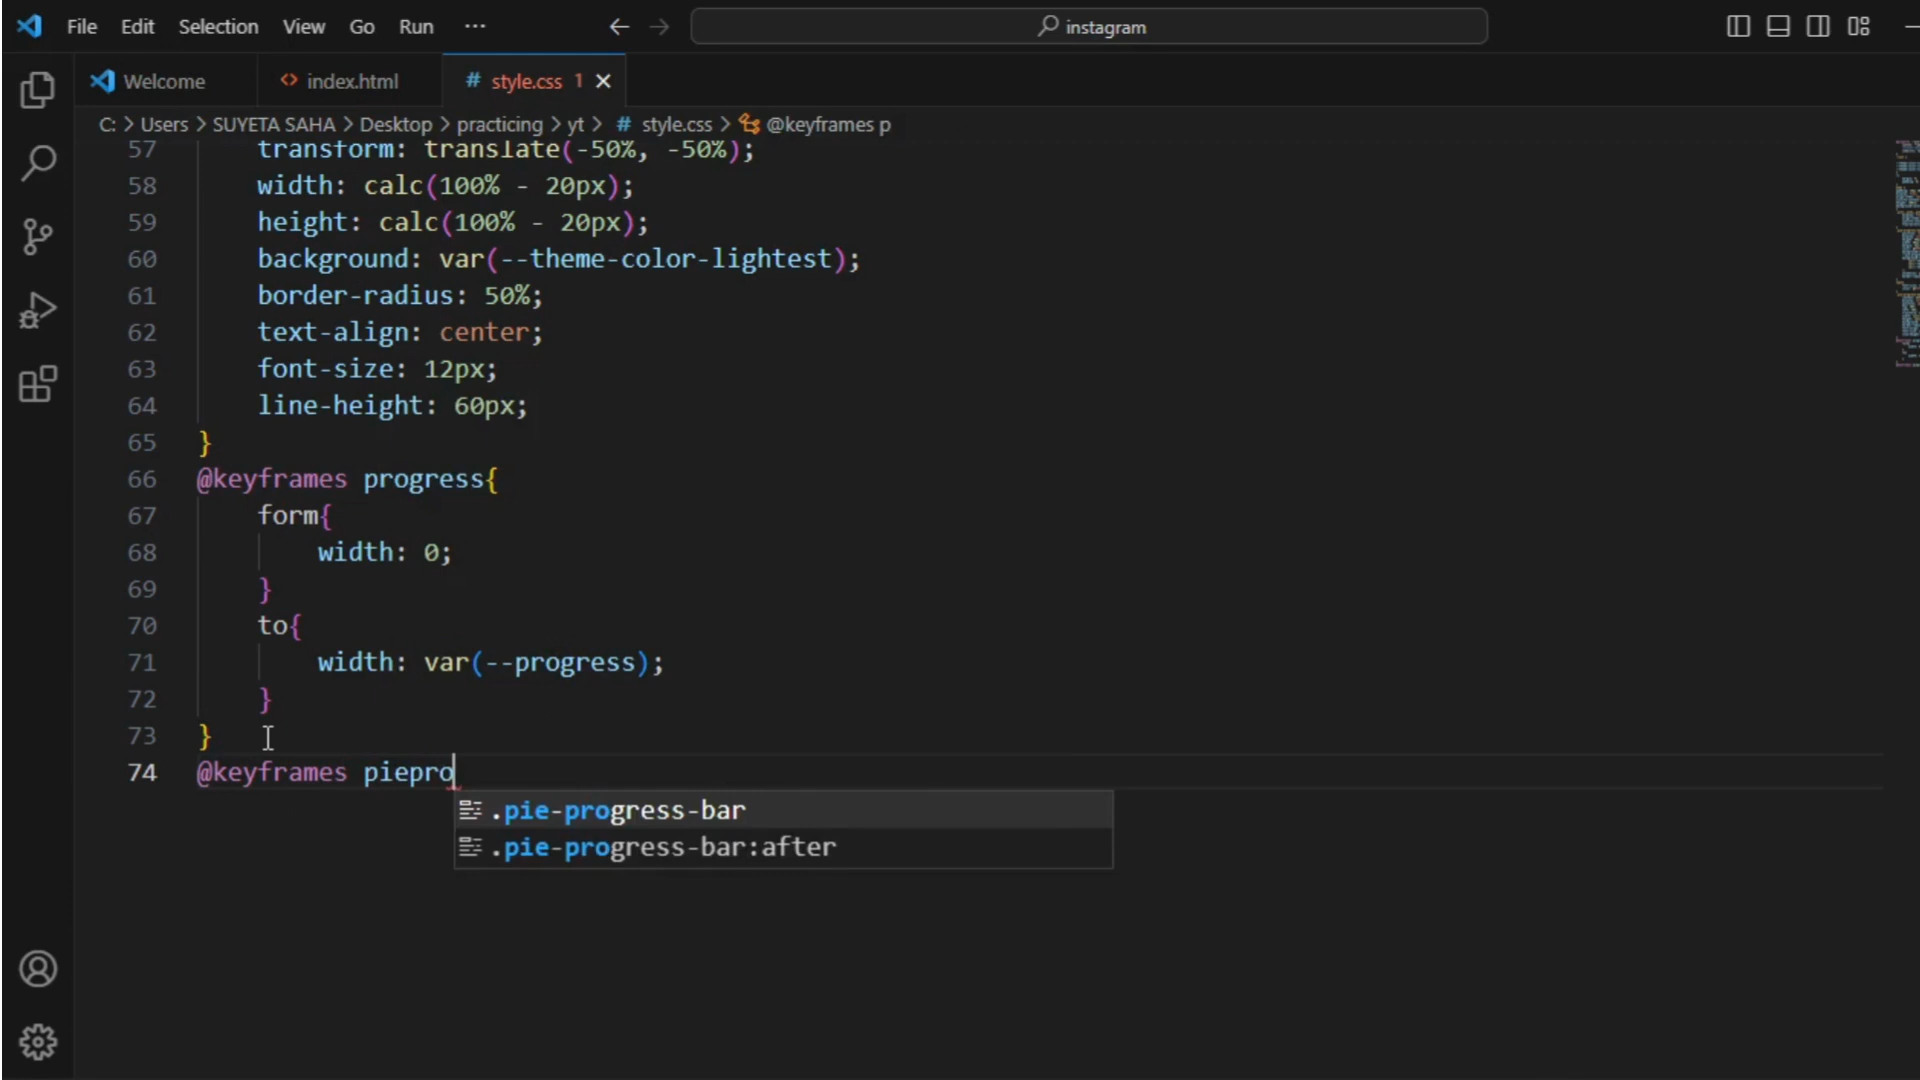 File Edit Selection View Go Run ··· instagram
Welcome index.html # style.css 1
C: > Users > SUYETA SAHA > Desktop > practicing > yt > # style.css > @keyframes p
57 transform: translate(-50%, -50%);
58 width: calc(100% - 20px);
59 height: calc(100% - 20px);
60 background: var(--theme-color-lightest);
61 border-radius: 50%;
62 text-align: center;
63 font-size: 12px;
64 line-height: 60px;
65 }
66 @keyframes progress{
67 form{
68 width: 0;
69 }
70 to{
71 width: var(--progress);
72 }
73 }
74 @keyframes piepro
.pie-progress-bar
.pie-progress-bar:after